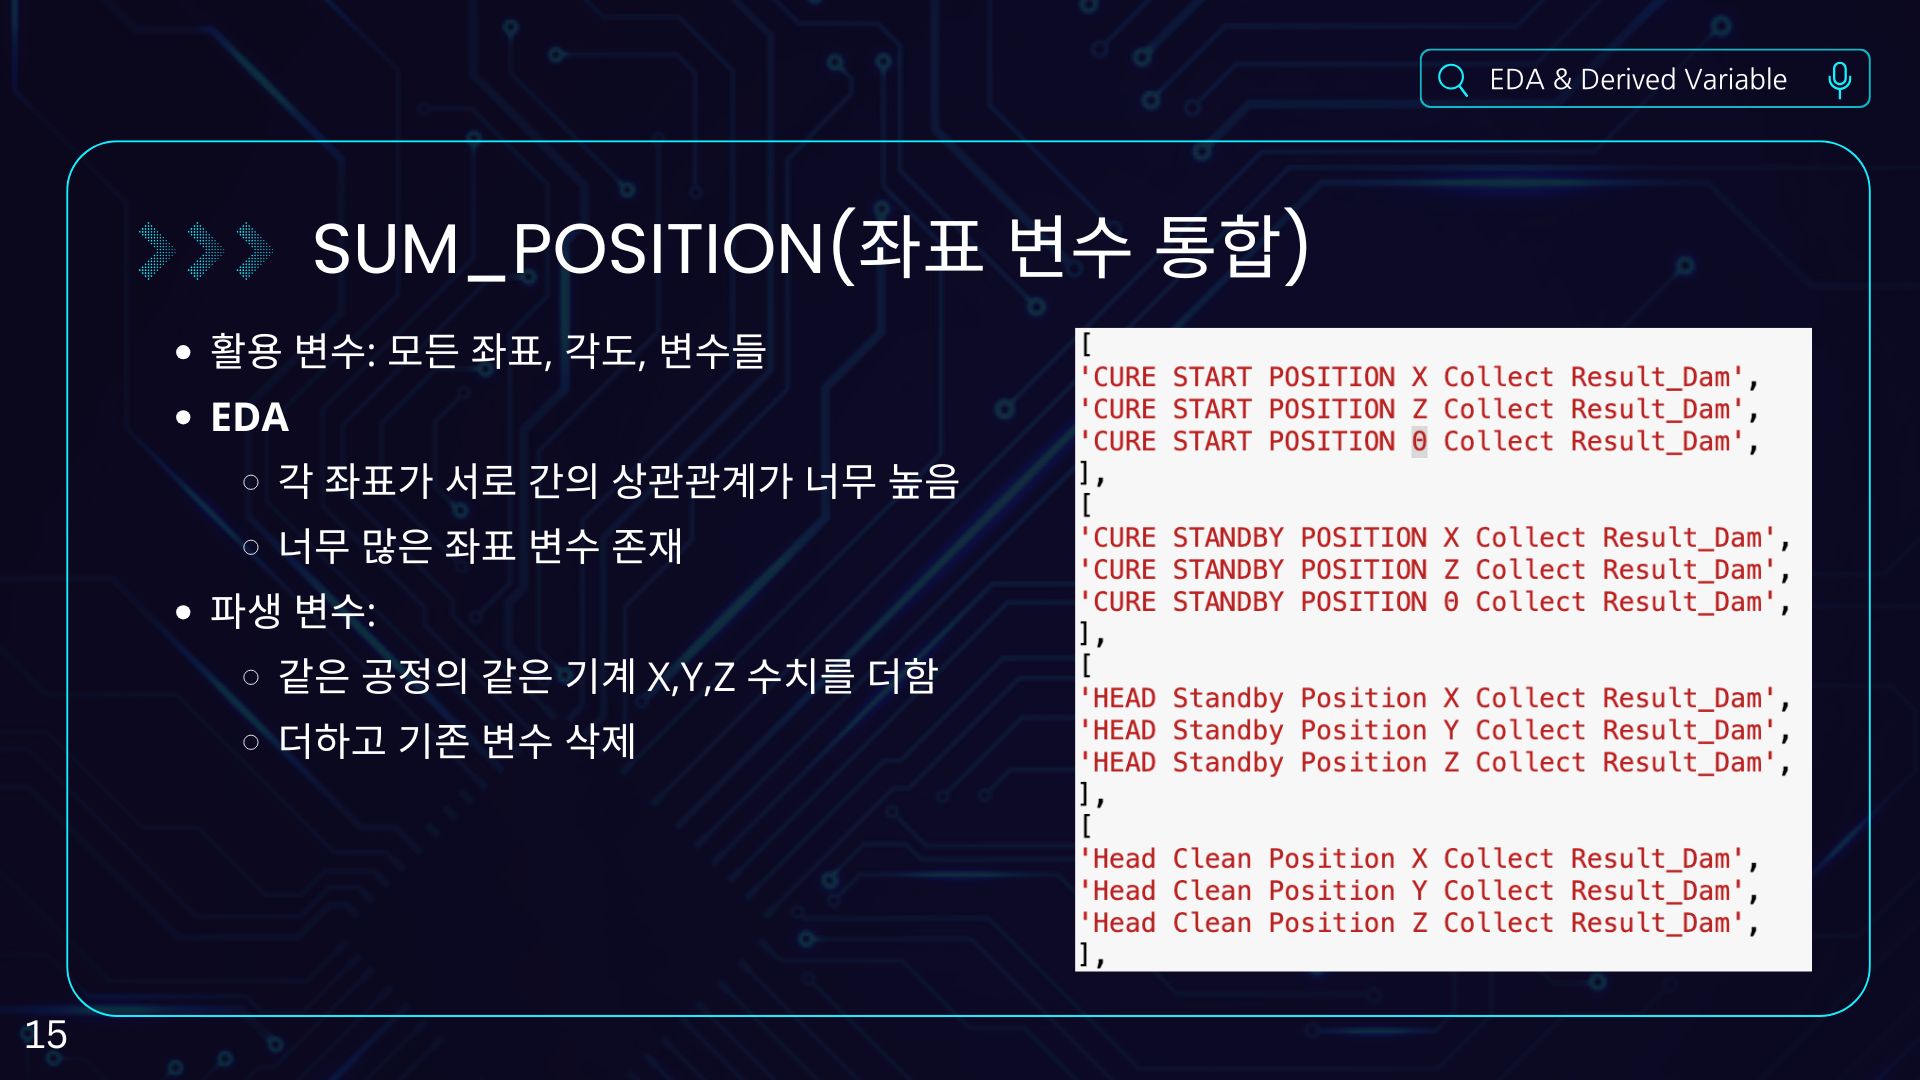 EDA & Derived Variable
SUM_POSITION(좌표 변수 통합)
• 활용 변수: 모든 좌표, 각도, 변수들
• EDA
○ 각 좌표가 서로 간의 상관관계가 너무 높음
○ 너무 많은 좌표 변수 존재
• 파생 변수:
○ 같은 공정의 같은 기계 X,Y,Z 수치를 더함
○ 더하고 기존 변수 삭제
[
'CURE START POSITION X Collect Result_Dam',
'CURE START POSITION Z Collect Result_Dam',
'CURE START POSITION Θ Collect Result_Dam',
],
[
'CURE STANDBY POSITION X Collect Result_Dam',
'CURE STANDBY POSITION Z Collect Result_Dam',
'CURE STANDBY POSITION Θ Collect Result_Dam',
],
[
'HEAD Standby Position X Collect Result_Dam',
'HEAD Standby Position Y Collect Result_Dam',
'HEAD Standby Position Z Collect Result_Dam',
],
[
'Head Clean Position X Collect Result_Dam',
'Head Clean Position Y Collect Result_Dam',
'Head Clean Position Z Collect Result_Dam',
],
15